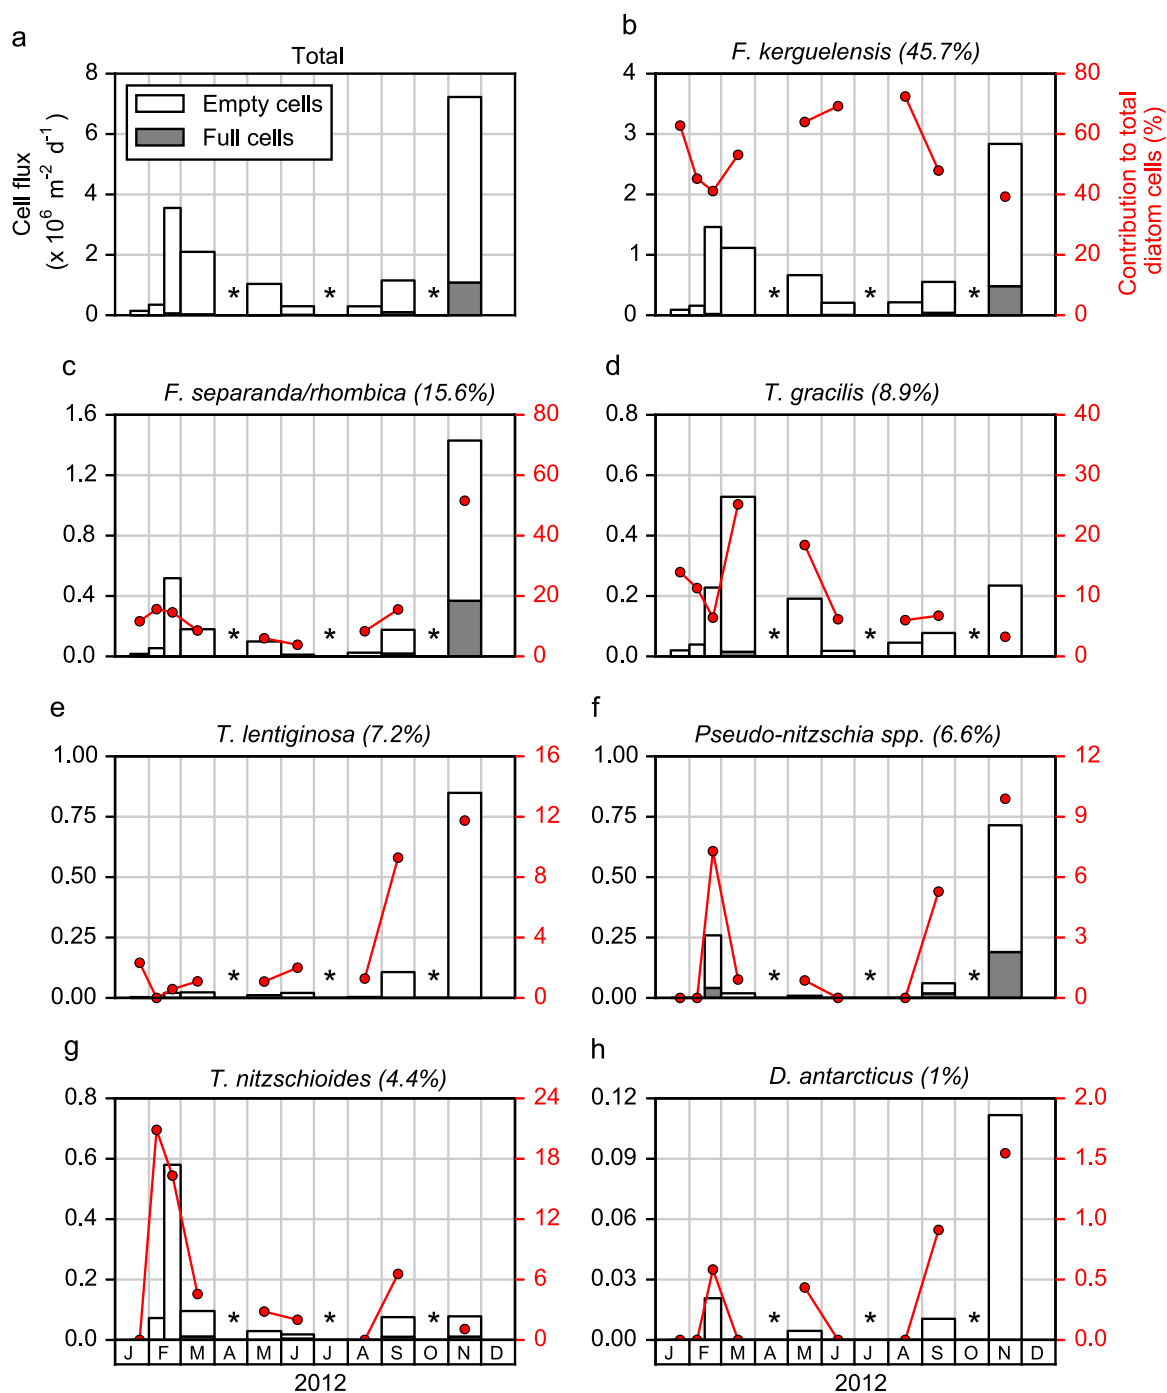 a
Total
8
6
4
2
0
Cell flux
(x 10⁶ m⁻² d⁻¹)
Empty cells
Full cells
* * *
b
F. kerguelensis (45.7%)
4
3
2
1
0
80
60
40
20
0
Contribution to total
diatom cells (%)
* * *
c
F. separanda/rhombica (15.6%)
1.6
1.2
0.8
0.4
0.0
80
60
40
20
0
* * *
d
T. gracilis (8.9%)
0.8
0.6
0.4
0.2
0.0
40
30
20
10
0
* * *
e
T. lentiginosa (7.2%)
1.00
0.75
0.50
0.25
0.00
16
12
8
4
0
* * *
f
Pseudo-nitzschia spp. (6.6%)
1.00
0.75
0.50
0.25
0.00
12
9
6
3
0
* * *
g
T. nitzschioides (4.4%)
0.8
0.6
0.4
0.2
0.0
24
18
12
6
0
* * *
J F M A M J J A S O N D
2012
h
D. antarcticus (1%)
0.12
0.09
0.06
0.03
0.00
2.0
1.5
1.0
0.5
0.0
* * *
J F M A M J J A S O N D
2012